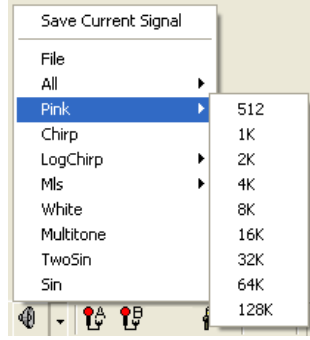 Save Current Signal
File
All
Pink
Chirp
LogChirp
Mls
White
Multitone
TwoSin
Sin
512
1K
2K
4K
8K
16K
32K
64K
128K
A
B